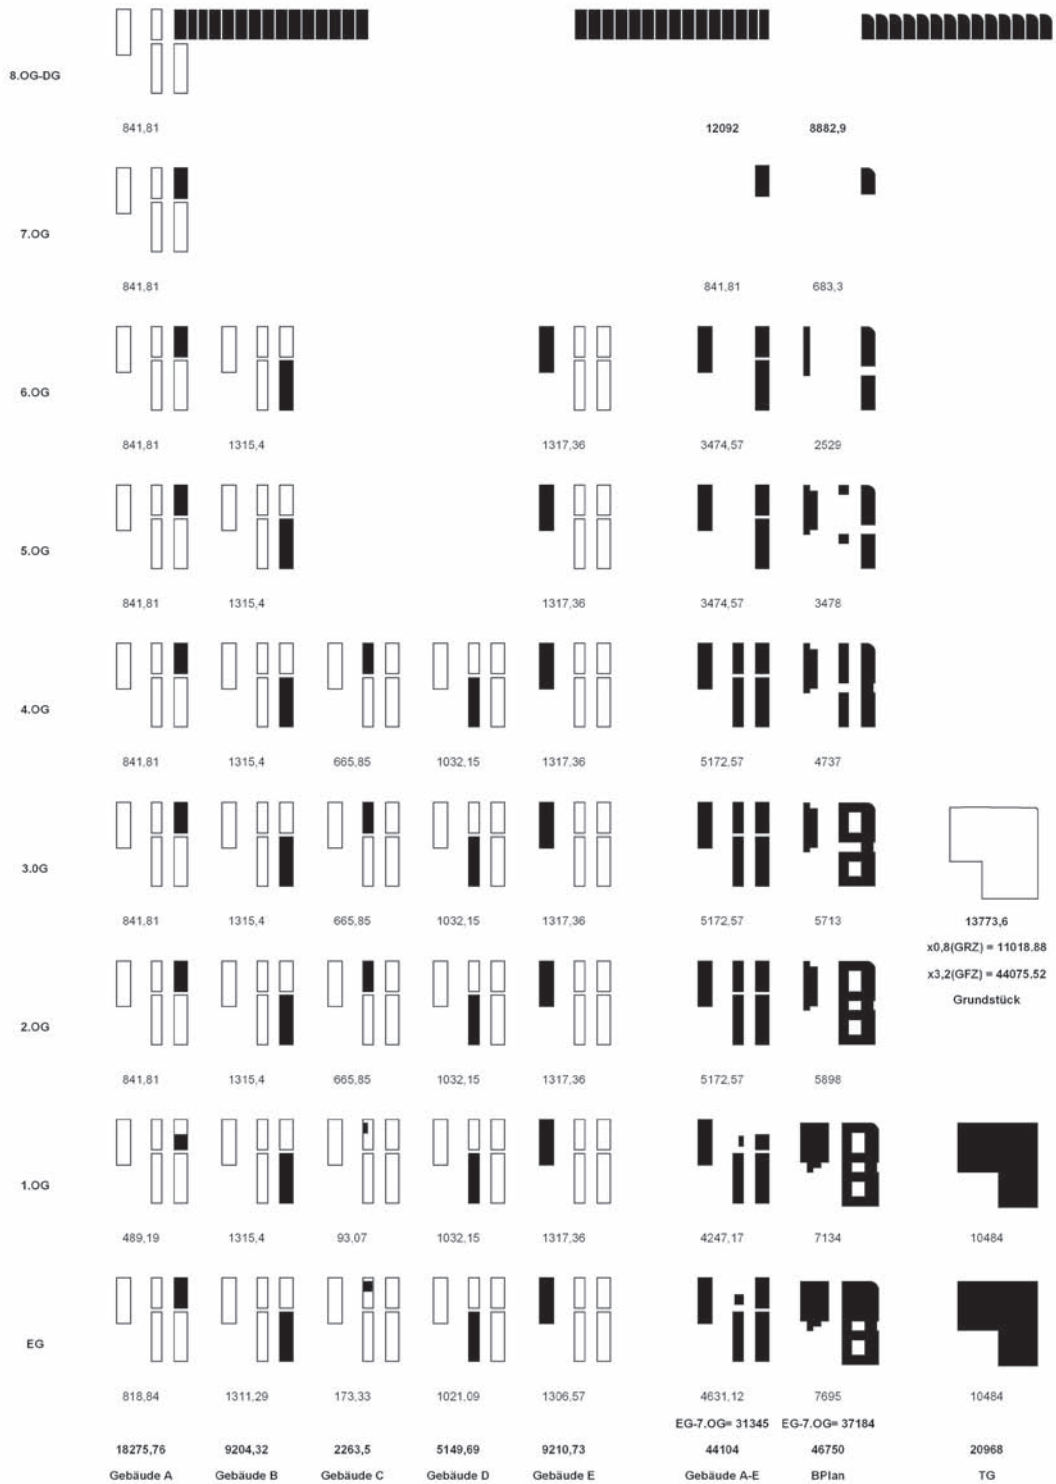 8.OG-DG
841,81 12092 8882,9
7.OG
841,81 841,81 683,3
6.OG
841,81 1315,4 1317,36 3474,57 2529
5.OG
841,81 1315,4 1317,36 3474,57 3478
4.OG
841,81 1315,4 665,85 1032,15 1317,36 5172,57 4737
3.OG
841,81 1315,4 665,85 1032,15 1317,36 5172,57 5713 13773,6
x0,8(GRZ) = 11018.88
x3,2(GFZ) = 44075.52
Grundstück
2.OG
841,81 1315,4 665,85 1032,15 1317,36 5172,57 5898
1.OG
489,19 1315,4 93,07 1032,15 1317,36 4247,17 7134 10484
EG
818,84 1311,29 173,33 1021,09 1306,57 4631,12 7695 10484
EG-7.OG= 31345 EG-7.OG= 37184
18275,76 9204,32 2263,5 5149,69 9210,73 44104 46750 20968
Gebäude A Gebäude B Gebäude C Gebäude D Gebäude E Gebäude A-E BPlan TG